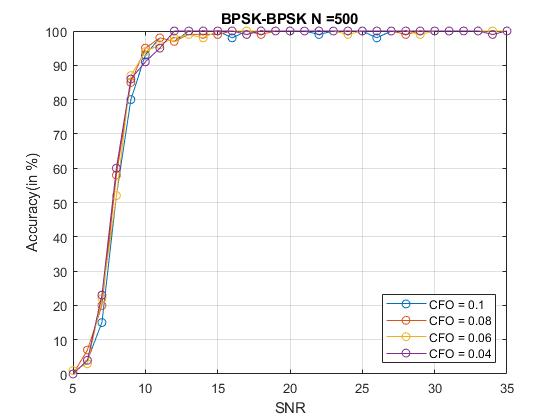 BPSK-BPSK N =500
100
90
80
70
60
50
40
30
20
10
0
Accuracy(in %)
5 10 15 20 25 30 35
SNR
CFO = 0.1
CFO = 0.08
CFO = 0.06
CFO = 0.04